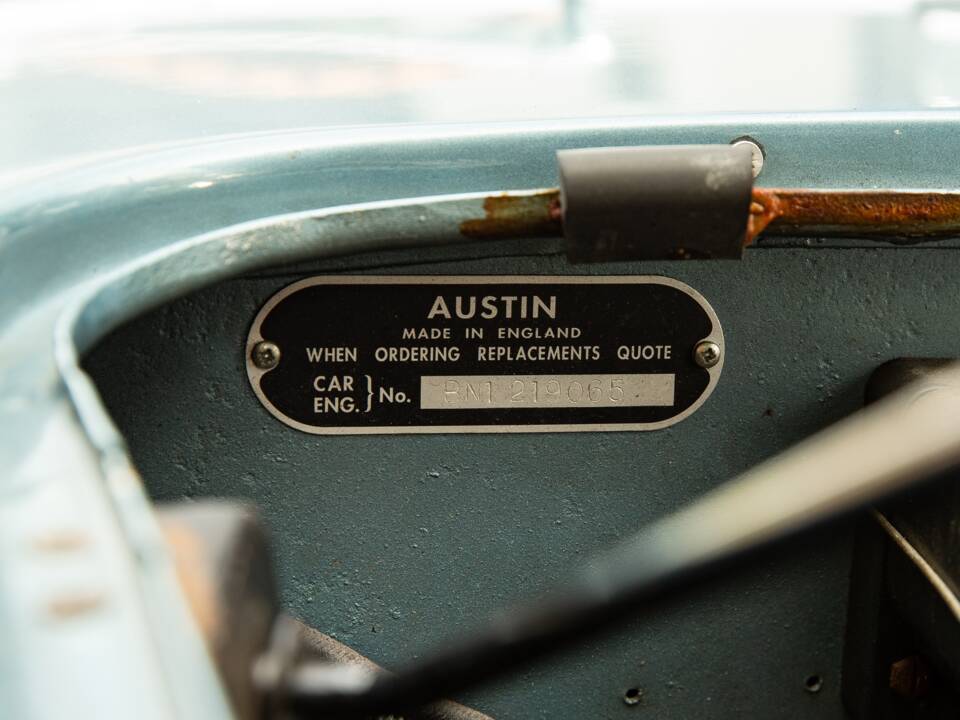 AUSTIN
MADE IN ENGLAND
WHEN ORDERING REPLACEMENTS QUOTE
CAR
ENG. } No. BN1 219065